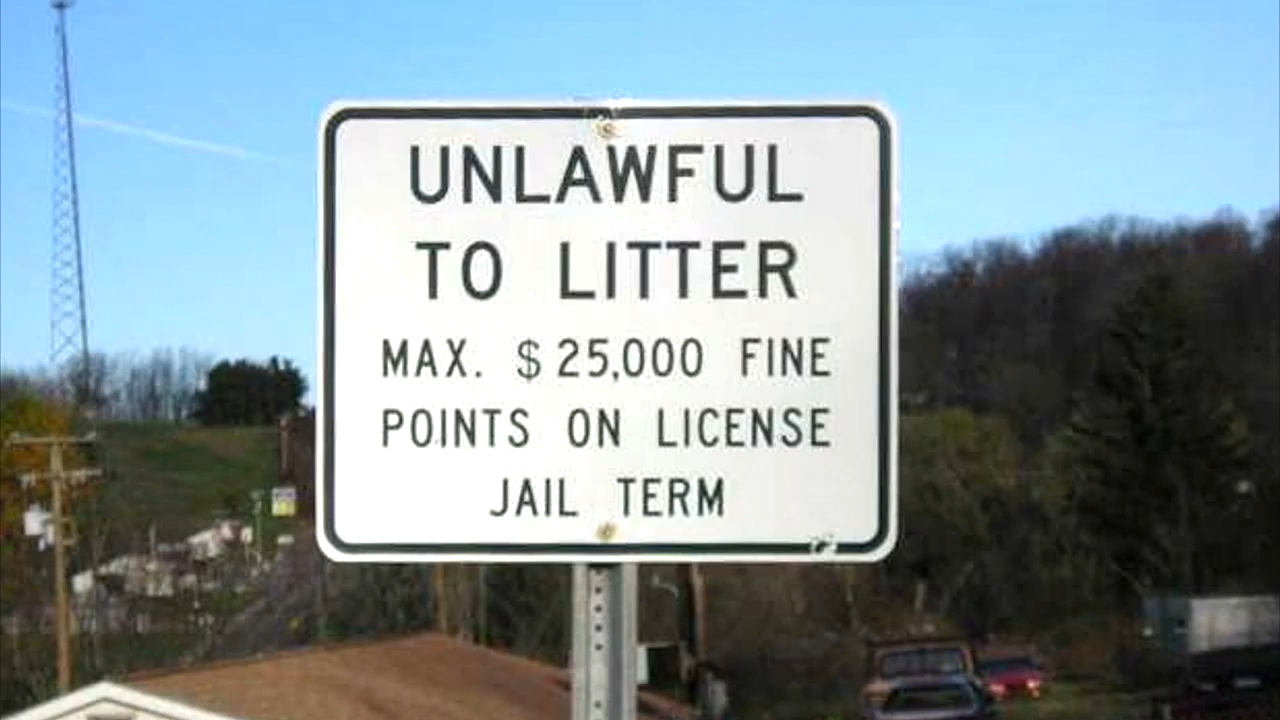 UNLAWFUL
TO LITTER
MAX. $25,000 FINE
POINTS ON LICENSE
JAIL TERM